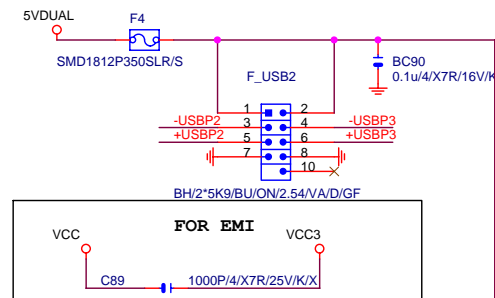 5VDUAL
F4
SMD1812P350SLR/S
F_USB2
BC90
0.1u/4/X7R/16V/K
1 2
-USBP2 3 4 -USBP3
+USBP2 5 6 +USBP3
7 8
10
BH/2*5K9/BU/ON/2.54/VA/D/GF
FOR EMI
VCC VCC3
C89 1000P/4/X7R/25V/K/X